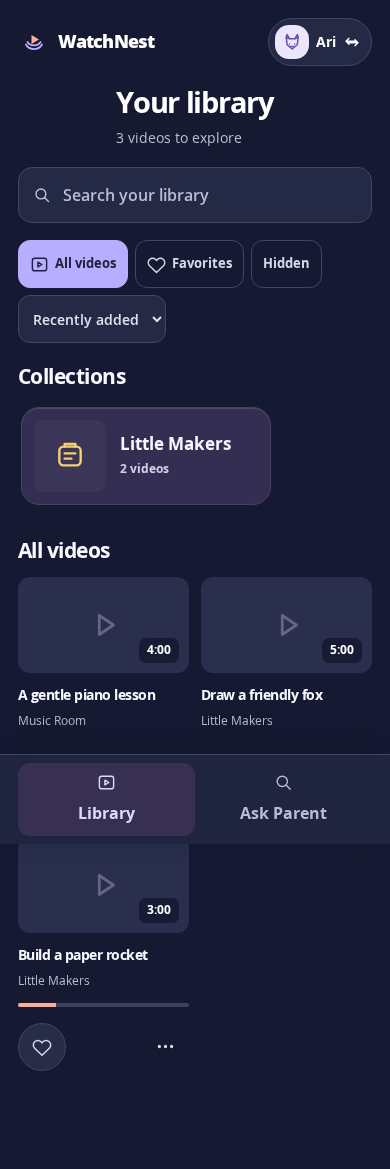 WatchNest
Ari
Your library
3 videos to explore
Search your library
All videos
Favorites
Hidden
Recently added
Collections
Little Makers
2 videos
All videos
4:00
5:00
A gentle piano lesson
Draw a friendly fox
Music Room
Little Makers
Library
Ask Parent
3:00
Build a paper rocket
Little Makers